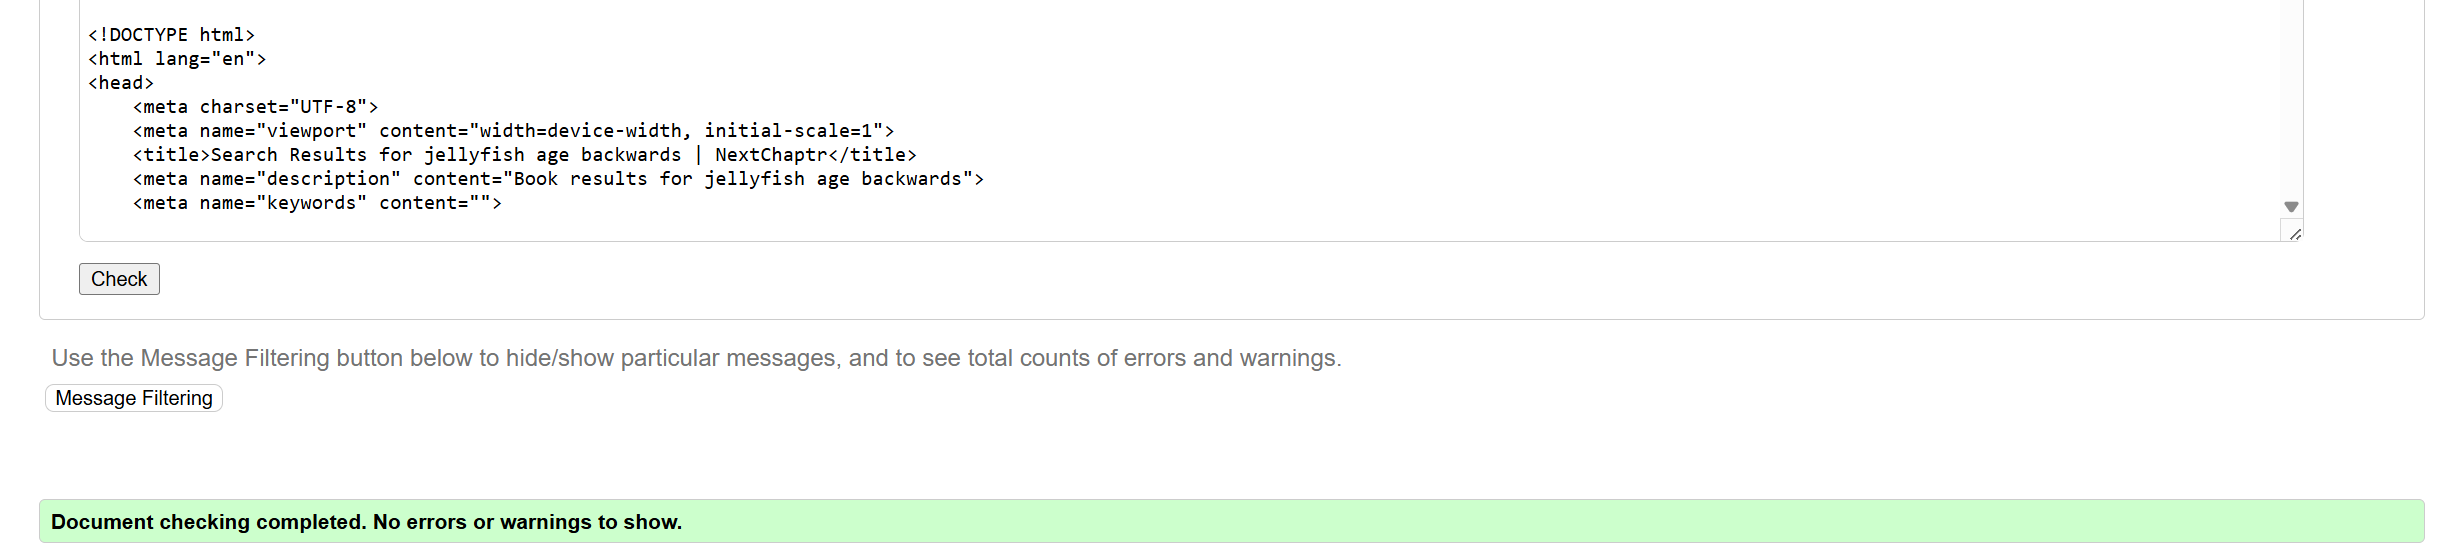 <!DOCTYPE html>
<html lang="en">
<head>
    <meta charset="UTF-8">
    <meta name="viewport" content="width=device-width, initial-scale=1">
    <title>Search Results for jellyfish age backwards | NextChaptr</title>
    <meta name="description" content="Book results for jellyfish age backwards">
    <meta name="keywords" content="">
Check
Use the Message Filtering button below to hide/show particular messages, and to see total counts of errors and warnings.
Message Filtering
Document checking completed. No errors or warnings to show.